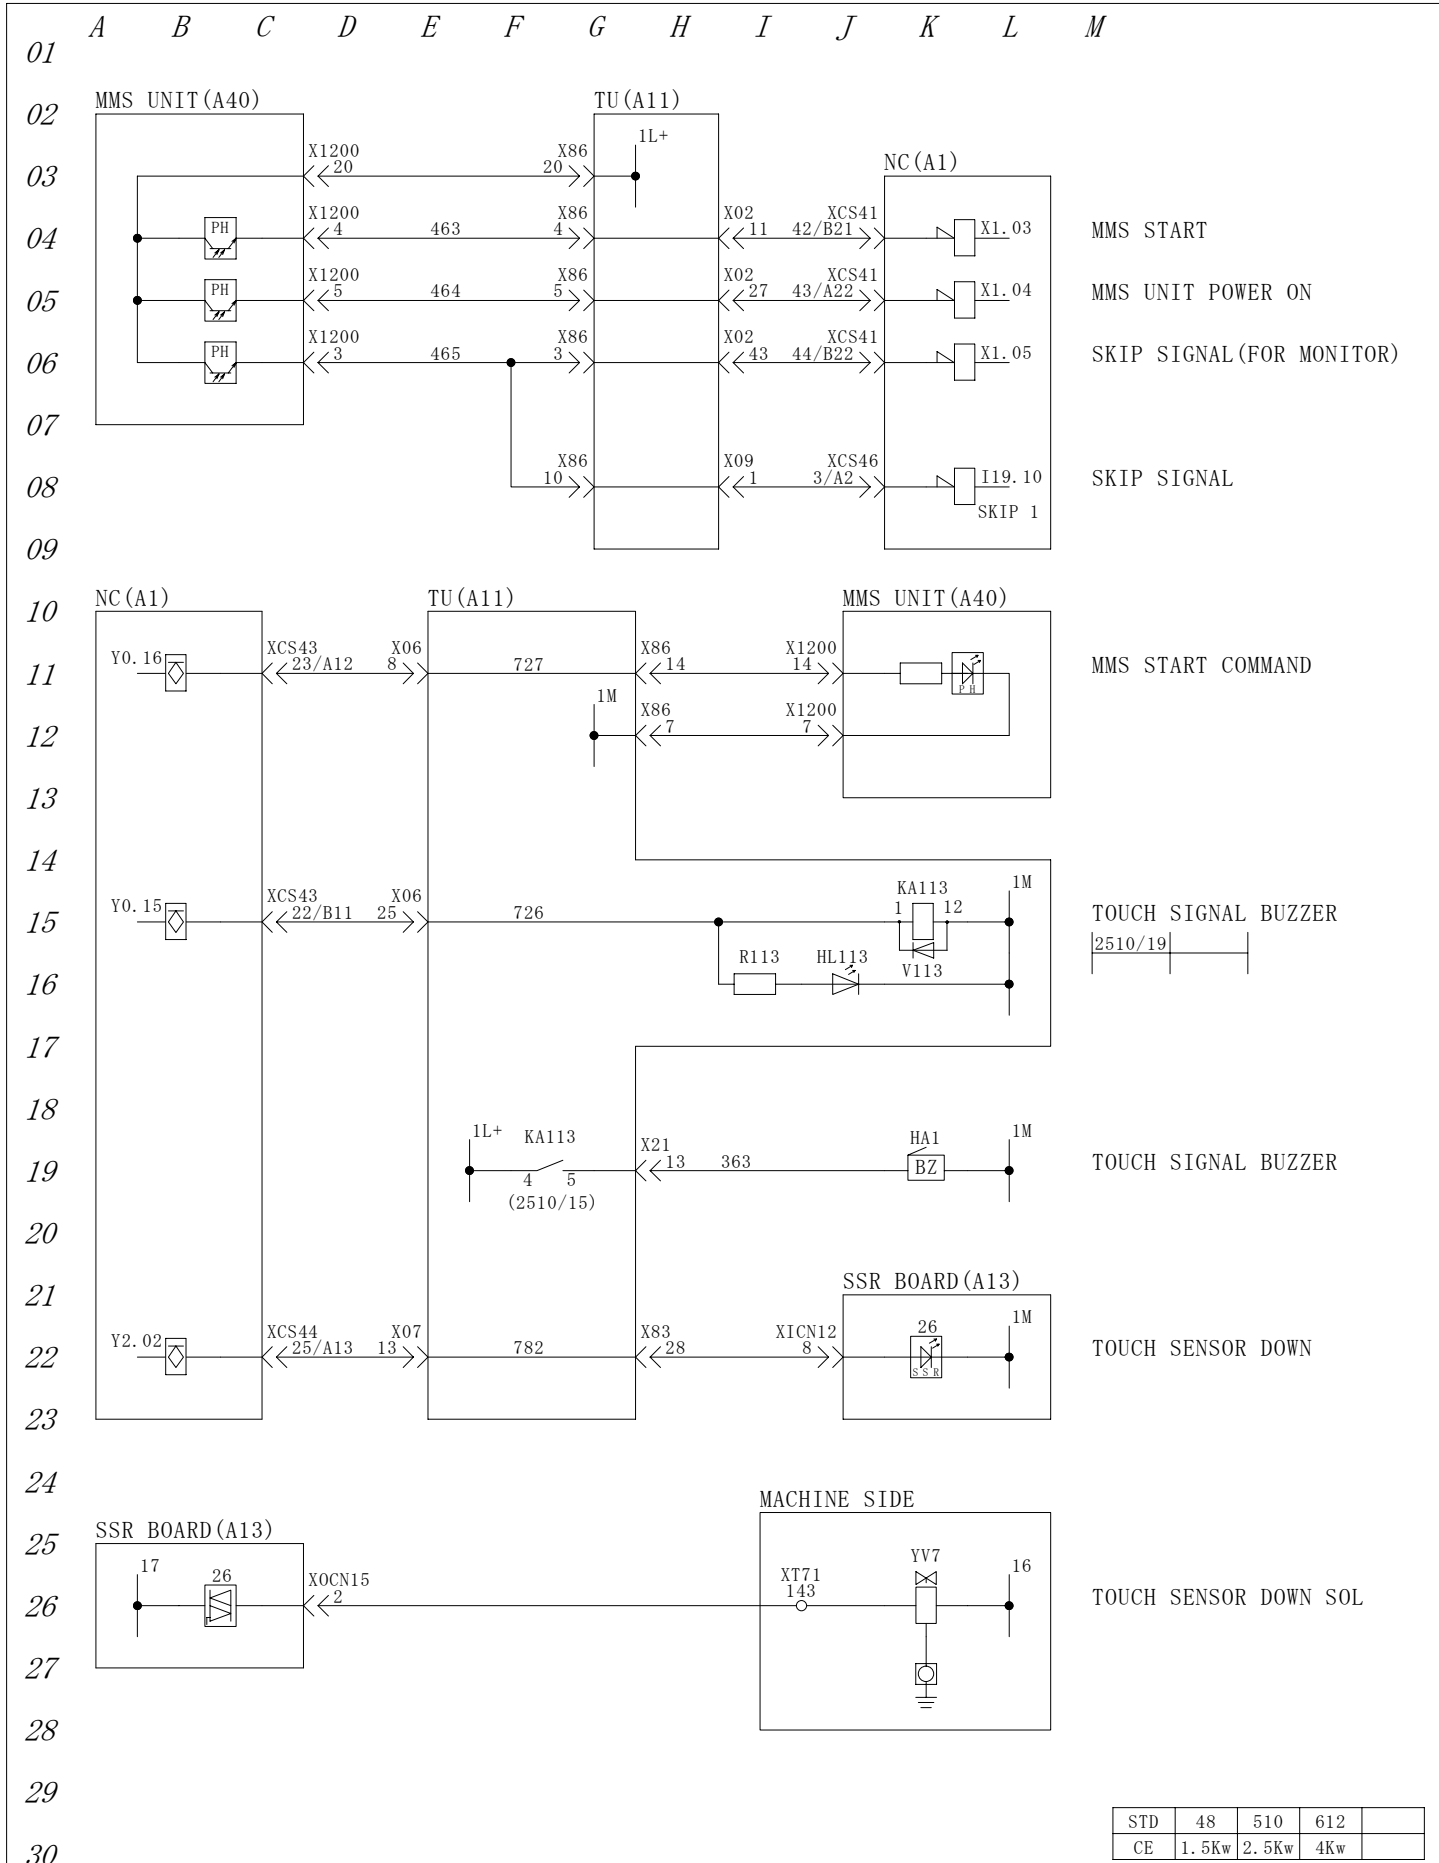 A B C D E F G H I J K L M
01
02 MMS UNIT(A40) TU(A11)
1L+
X1200 X86 NC(A1)
03 20 20
X1200 X86 X02 XCS41
04 PH 4 463 4 11 42/B21 X1.03 MMS START
X1200 X86 X02 XCS41
05 PH 5 464 5 27 43/A22 X1.04 MMS UNIT POWER ON
X1200 X86 X02 XCS41
06 PH 3 465 3 43 44/B22 X1.05 SKIP SIGNAL(FOR MONITOR)
07
X86 X09 XCS46
08 10 1 3/A2 I19.10 SKIP SIGNAL
SKIP 1
09
10 NC(A1) TU(A11) MMS UNIT(A40)
XCS43 X06 X86 X1200
11 Y0.16 23/A12 8 727 14 14 PH MMS START COMMAND
1M X86 X1200
12 7 7
13
14
XCS43 X06 KA113 1M
15 Y0.15 22/B11 25 726 1 12 TOUCH SIGNAL BUZZER
2510/19
16 R113 HL113 V113
17
18
1L+ KA113 X21 HA1 1M
19 4 5 13 363 BZ TOUCH SIGNAL BUZZER
(2510/15)
20
21 SSR BOARD(A13)
XCS44 X07 X83 XICN12 26 1M
22 Y2.02 25/A13 13 782 28 8 SSR TOUCH SENSOR DOWN
23
24
MACHINE SIDE
25 SSR BOARD(A13)
17 26 XOCN15 XT71 YV7 16
26 2 143 TOUCH SENSOR DOWN SOL
27
28
29
STD 48 510 612
30 CE 1.5Kw 2.5Kw 4Kw